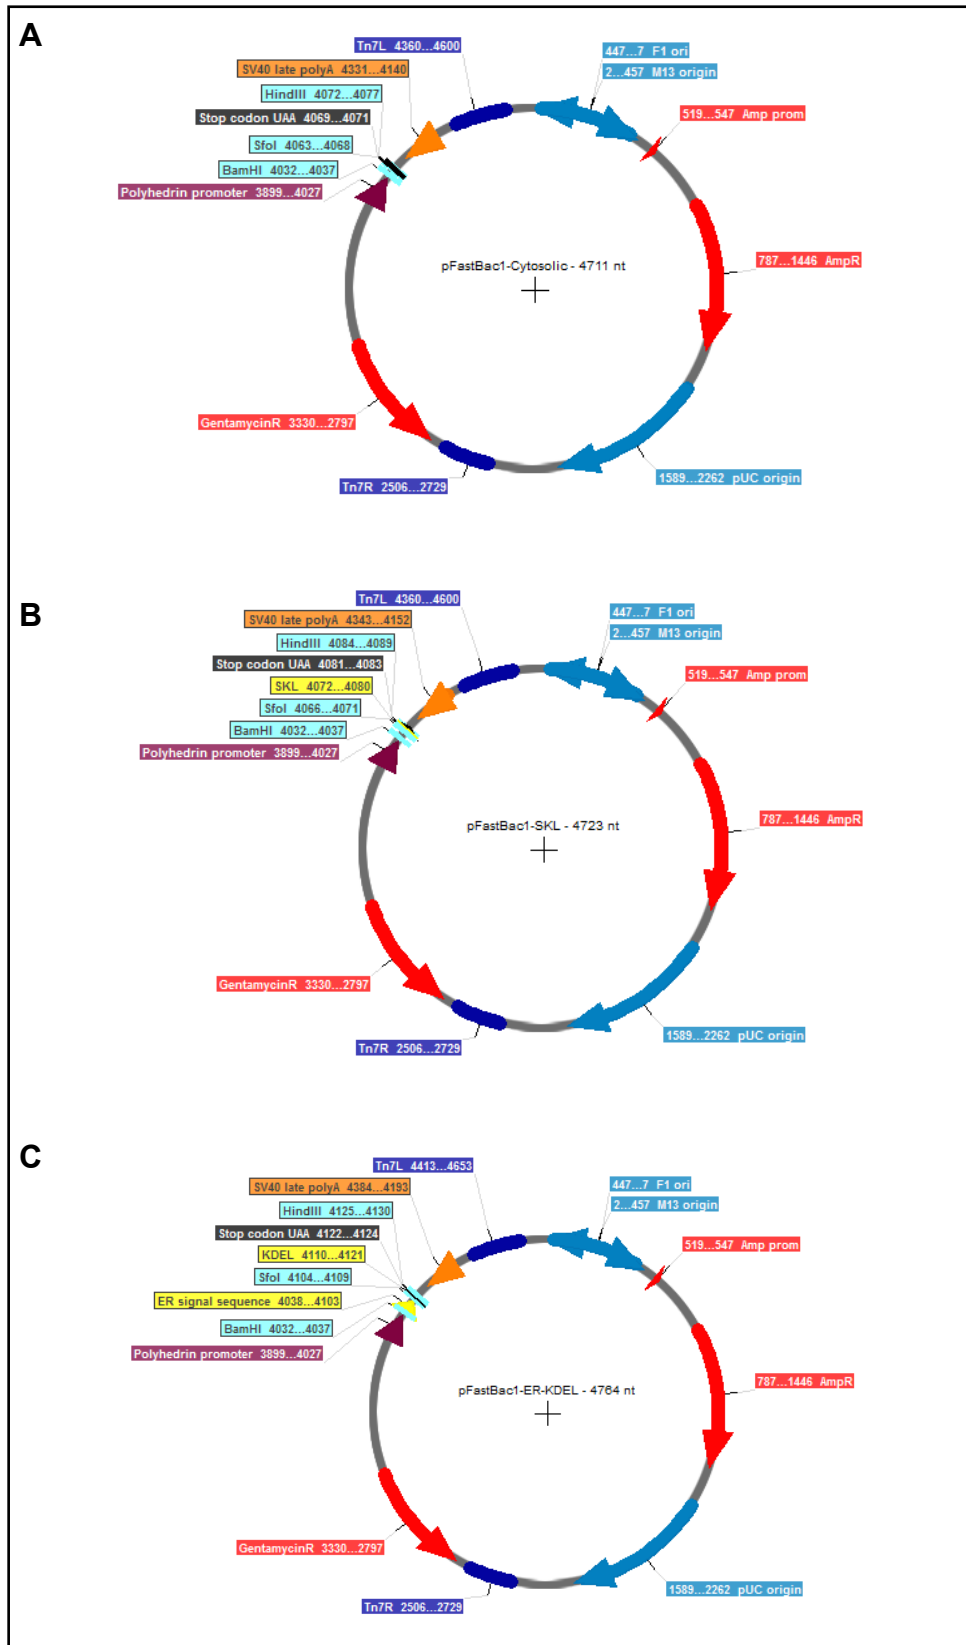 A
Tn7L 4360...4600
447...7 F1 ori
2...457 M13 origin
SV40 late polyA 4331...4140
HindIII 4072...4077
519...547 Amp prom
Stop codon UAA 4069...4071
SfoI 4063...4068
BamHI 4032...4037
Polyhedrin promoter 3899...4027
pFastBac1-Cytosolic - 4711 nt
787...1446 AmpR
GentamycinR 3330...2797
1589...2262 pUC origin
Tn7R 2506...2729
B
Tn7L 4360...4600
447...7 F1 ori
SV40 late polyA 4343...4152
2...457 M13 origin
HindIII 4084...4089
Stop codon UAA 4081...4083
519...547 Amp prom
SKL 4072...4080
SfoI 4066...4071
BamHI 4032...4037
Polyhedrin promoter 3899...4027
pFastBac1-SKL - 4723 nt
787...1446 AmpR
GentamycinR 3330...2797
1589...2262 pUC origin
Tn7R 2506...2729
C
Tn7L 4413...4653
447...7 F1 ori
SV40 late polyA 4384...4193
2...457 M13 origin
HindIII 4125...4130
Stop codon UAA 4122...4124
519...547 Amp prom
KDEL 4110...4121
SfoI 4104...4109
ER signal sequence 4038...4103
BamHI 4032...4037
Polyhedrin promoter 3899...4027
pFastBac1-ER-KDEL - 4764 nt
787...1446 AmpR
GentamycinR 3330...2797
1589...2262 pUC origin
Tn7R 2506...2729